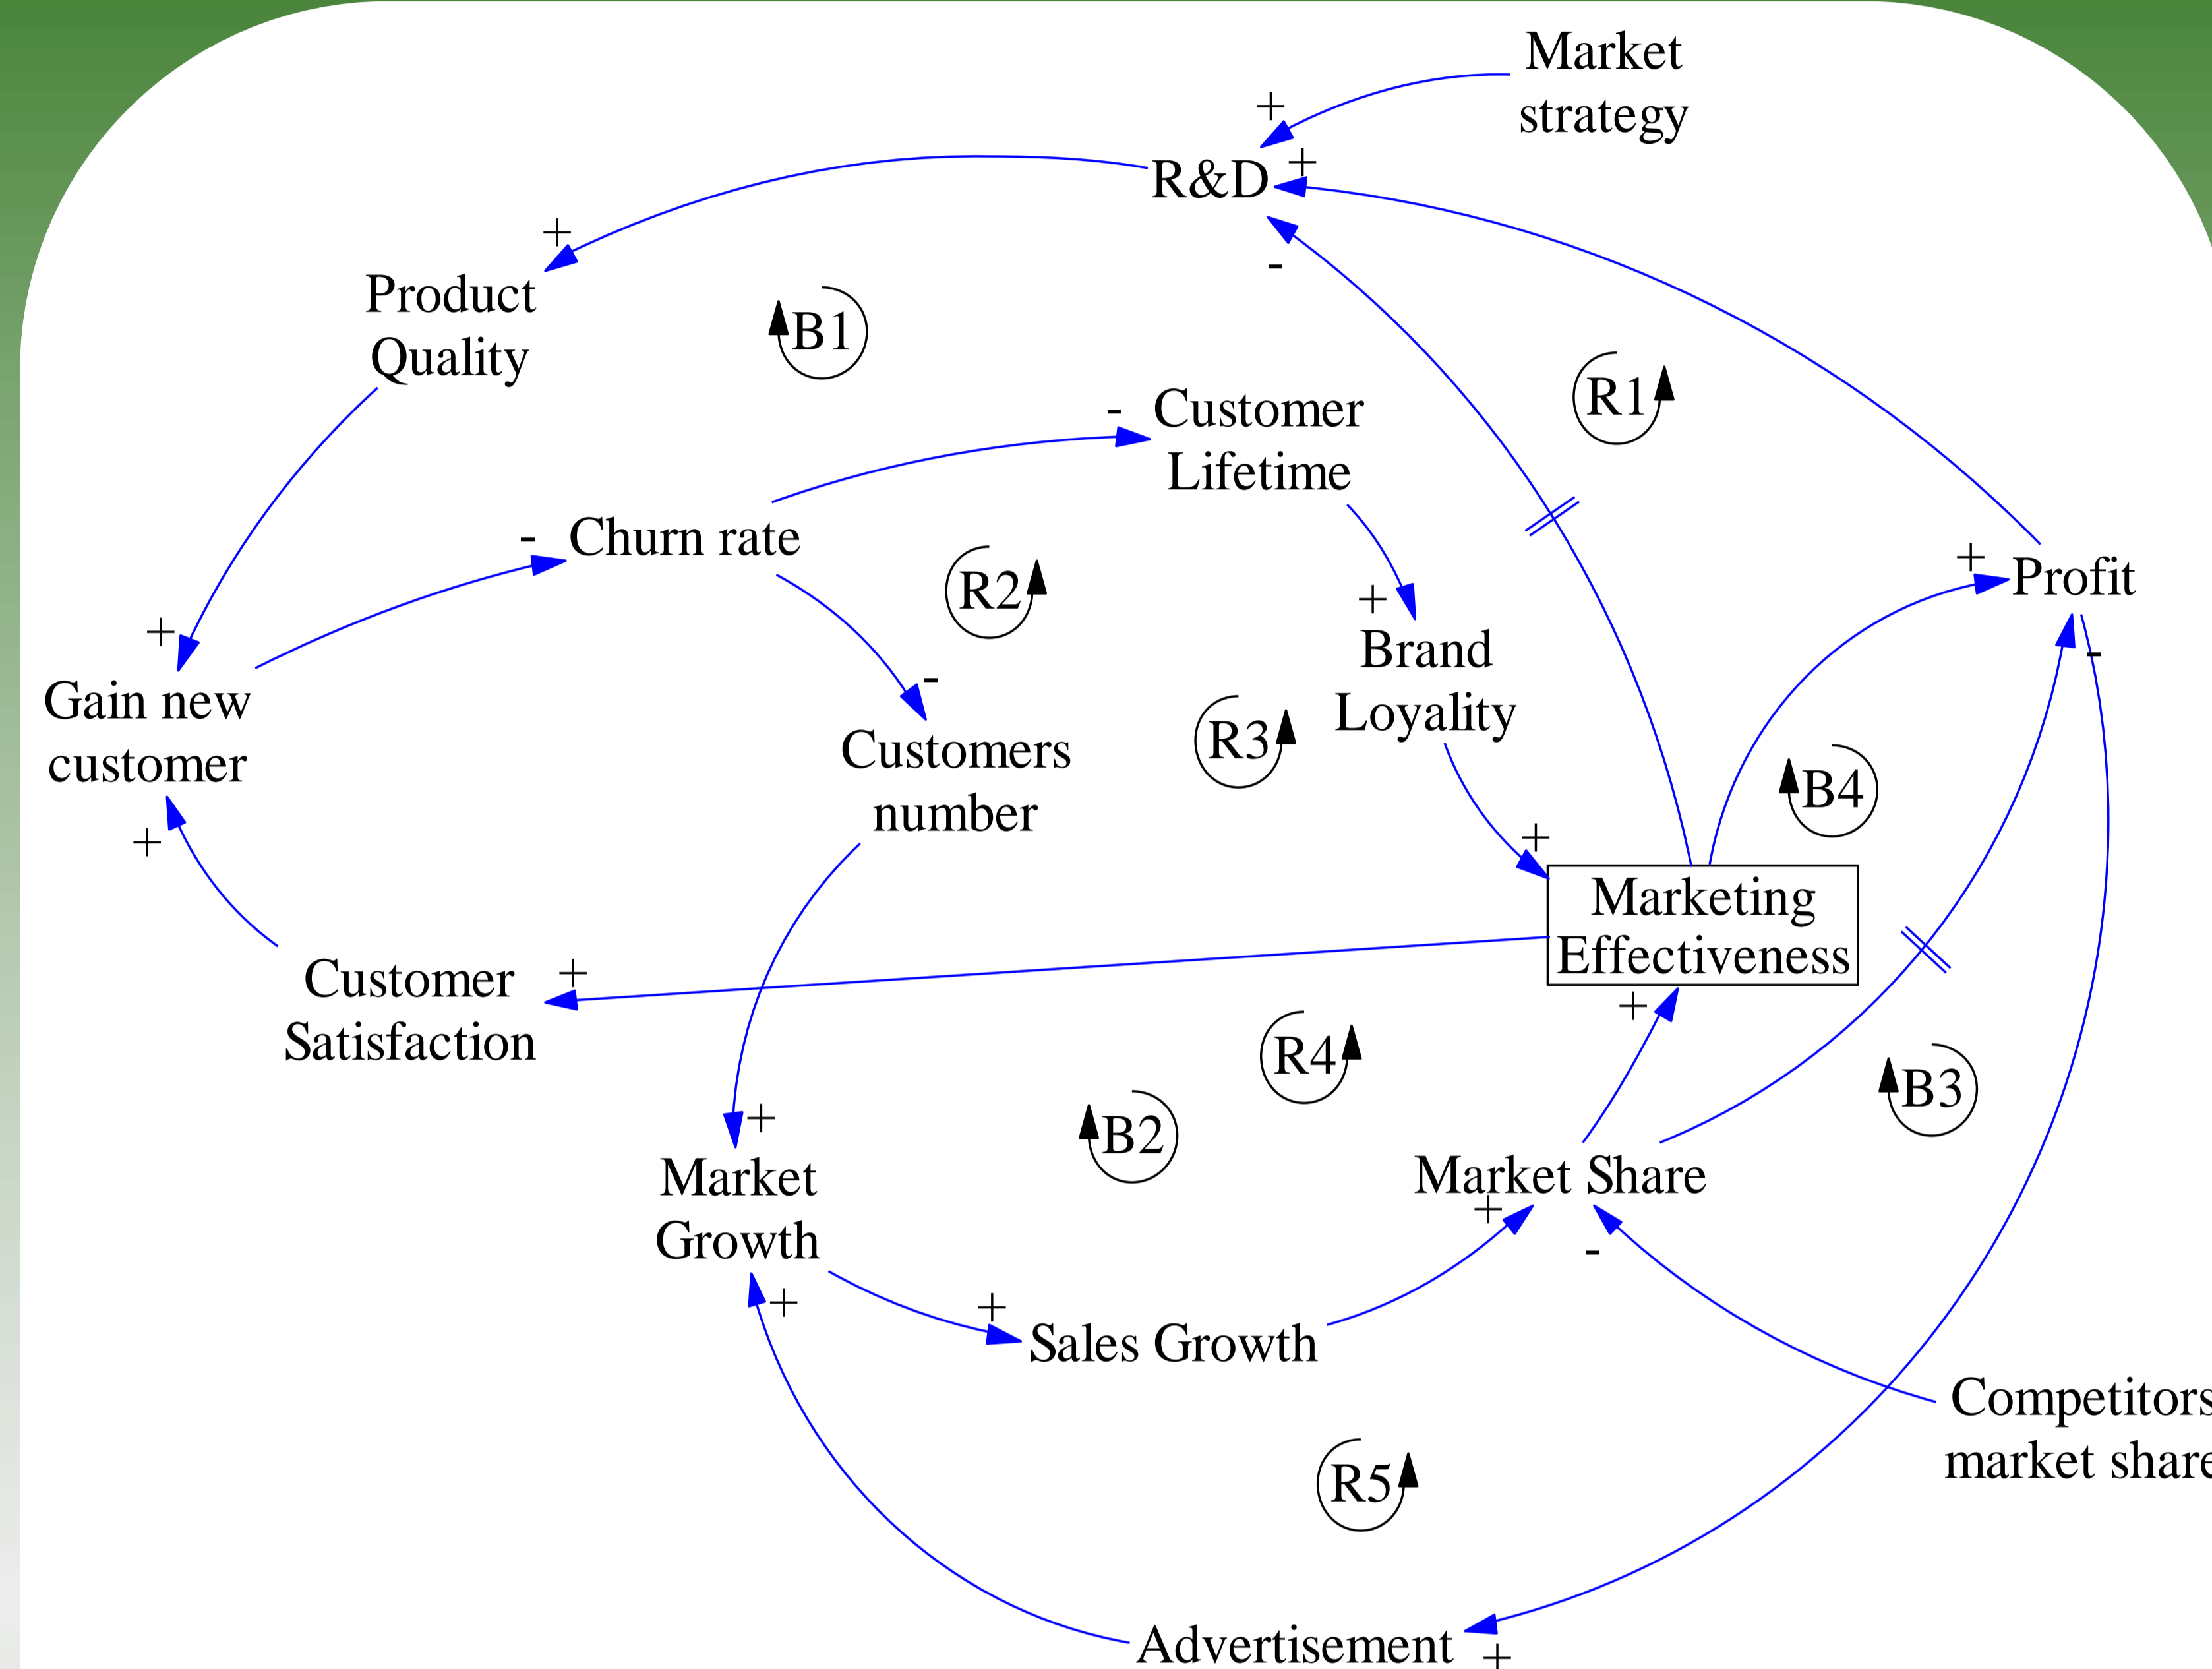 Market
strategy
+
+
R&D
+
-
Product
Quality
B1
R1
-
Customer
Lifetime
-
Churn rate
R2
+
Profit
+
Brand
Loyality
-
+
Gain new
customer
-
Customers
number
R3
B4
+
+
Marketing
Effectiveness
+
Customer
Satisfaction
+
R4
B3
+
B2
Market
Growth
Market Share
+
-
+
+
Sales Growth
Competitors
market share
R5
Advertisement
+